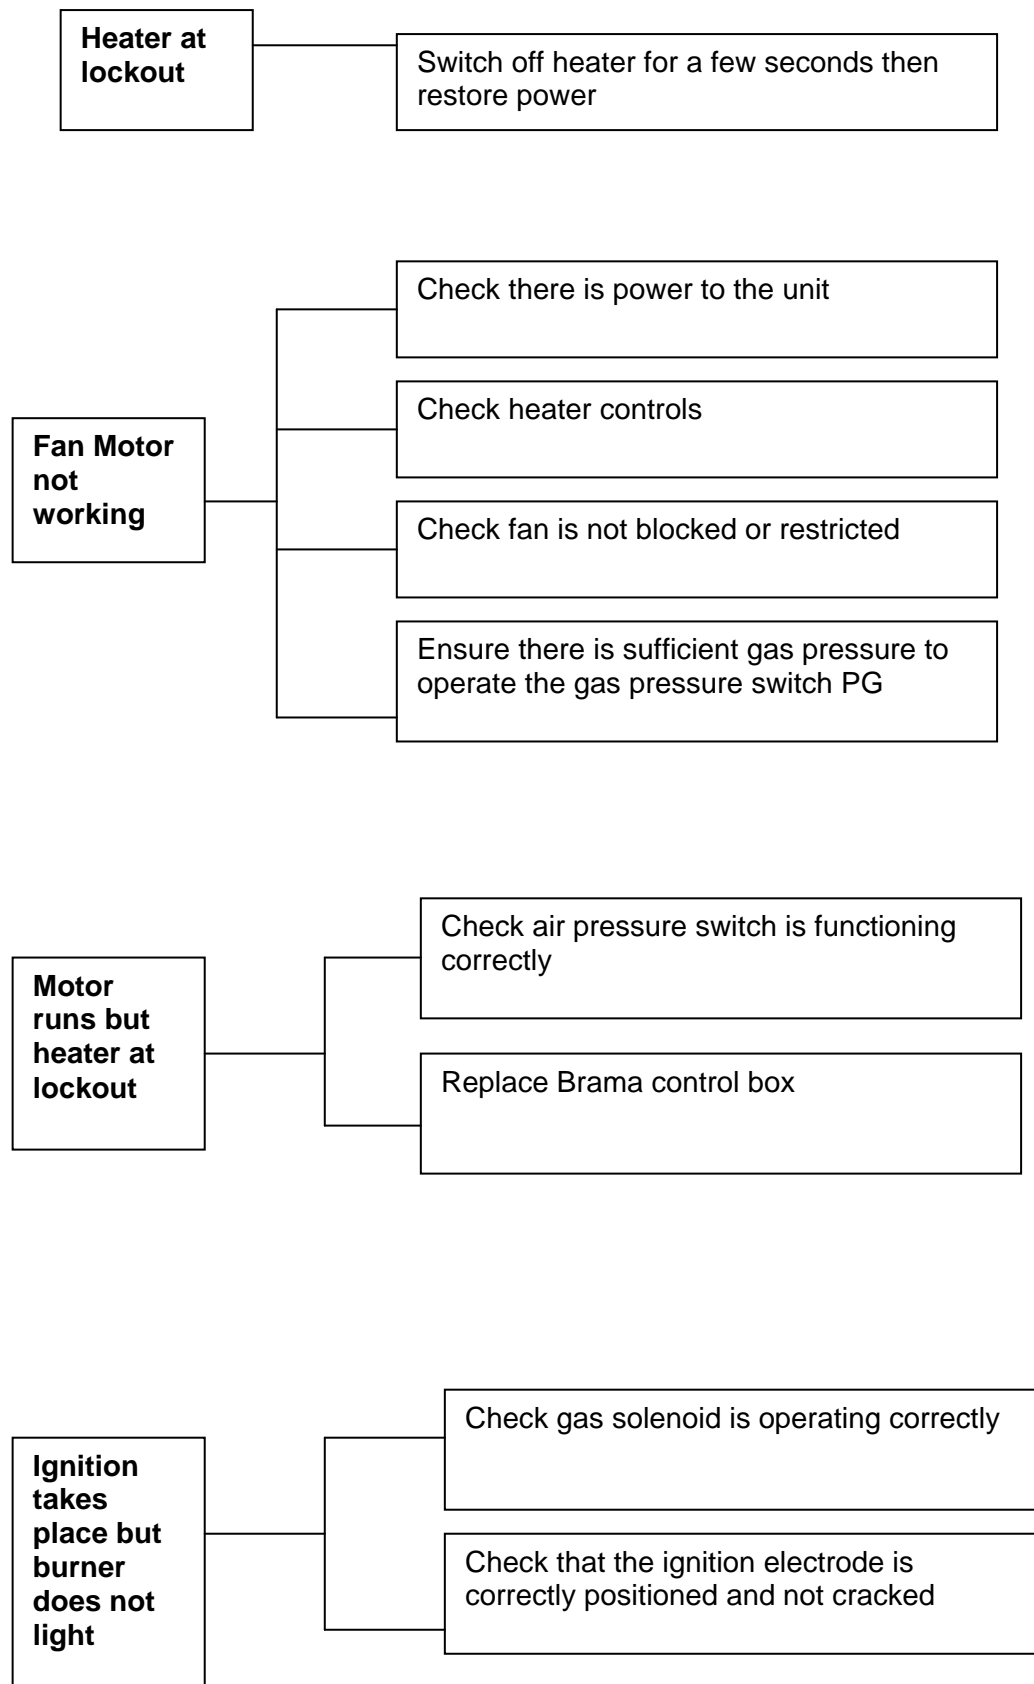 Heater at
lockout
Switch off heater for a few seconds then
restore power
Fan Motor
not
working
Check there is power to the unit
Check heater controls
Check fan is not blocked or restricted
Ensure there is sufficient gas pressure to
operate the gas pressure switch PG
Motor
runs but
heater at
lockout
Check air pressure switch is functioning
correctly
Replace Brama control box
Ignition
takes
place but
burner
does not
light
Check gas solenoid is operating correctly
Check that the ignition electrode is
correctly positioned and not cracked